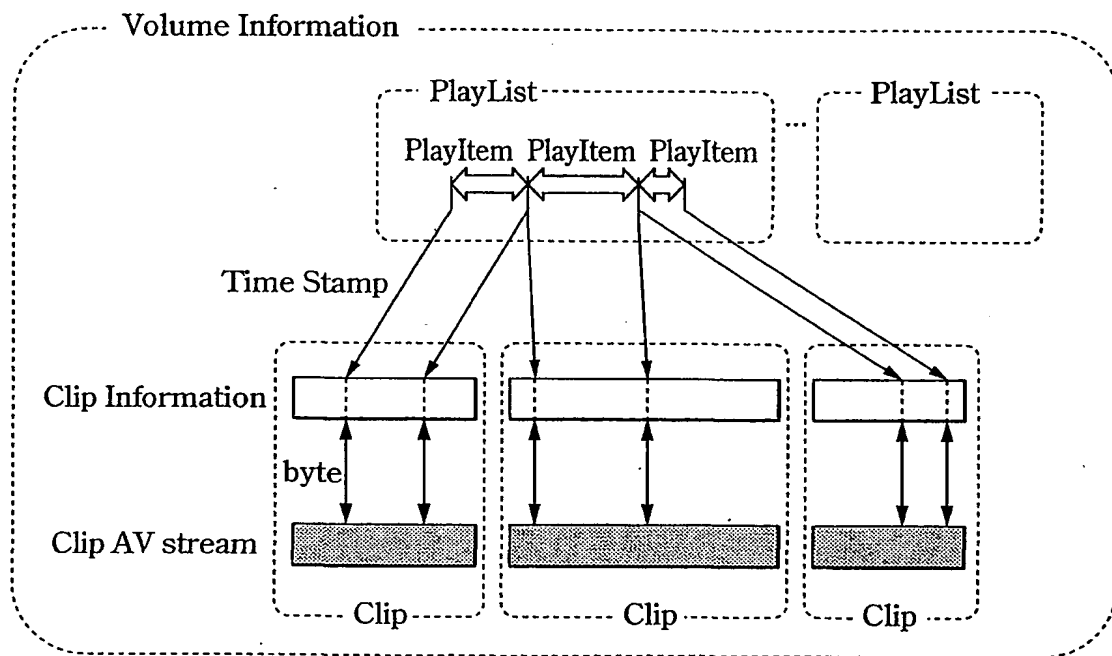 Volume Information
PlayList
PlayList
...
PlayItem PlayItem PlayItem
Time Stamp
Clip Information
byte
Clip AV stream
Clip
Clip
Clip